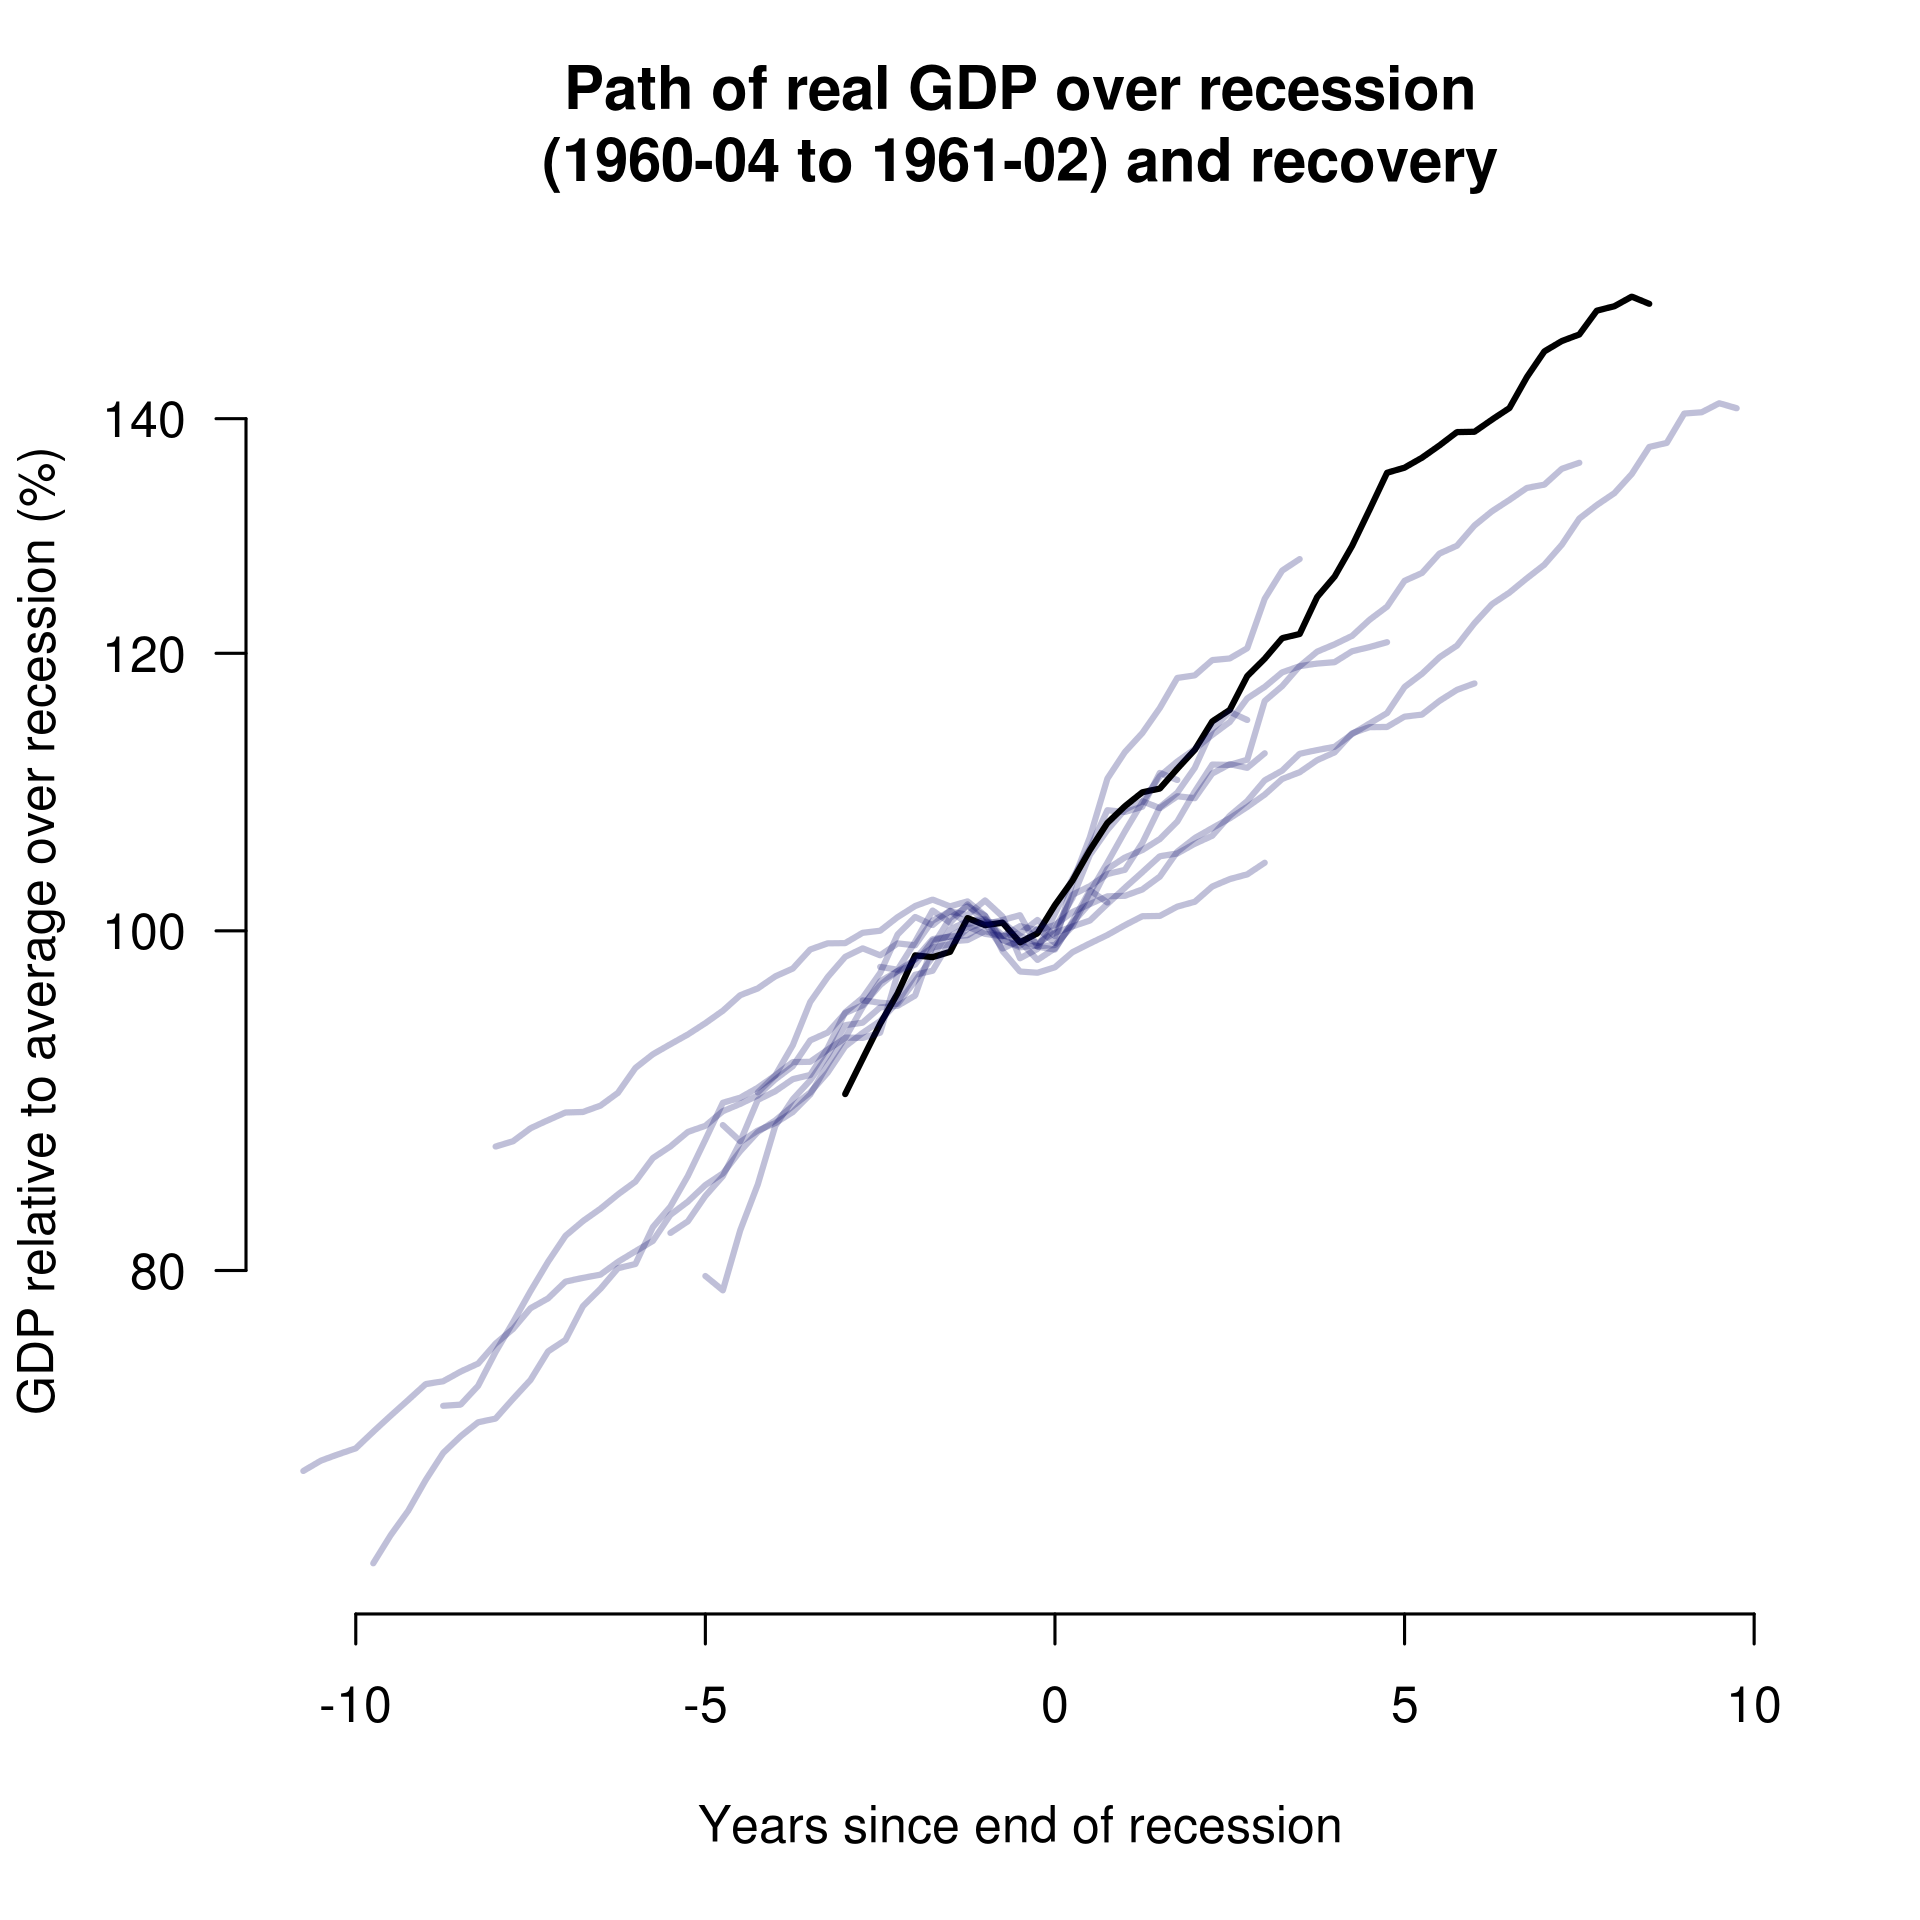 Path of real GDP over recession
(1960-04 to 1961-02) and recovery
GDP relative to average over recession (%)
140
120
100
80
-10
-5
0
5
10
Years since end of recession